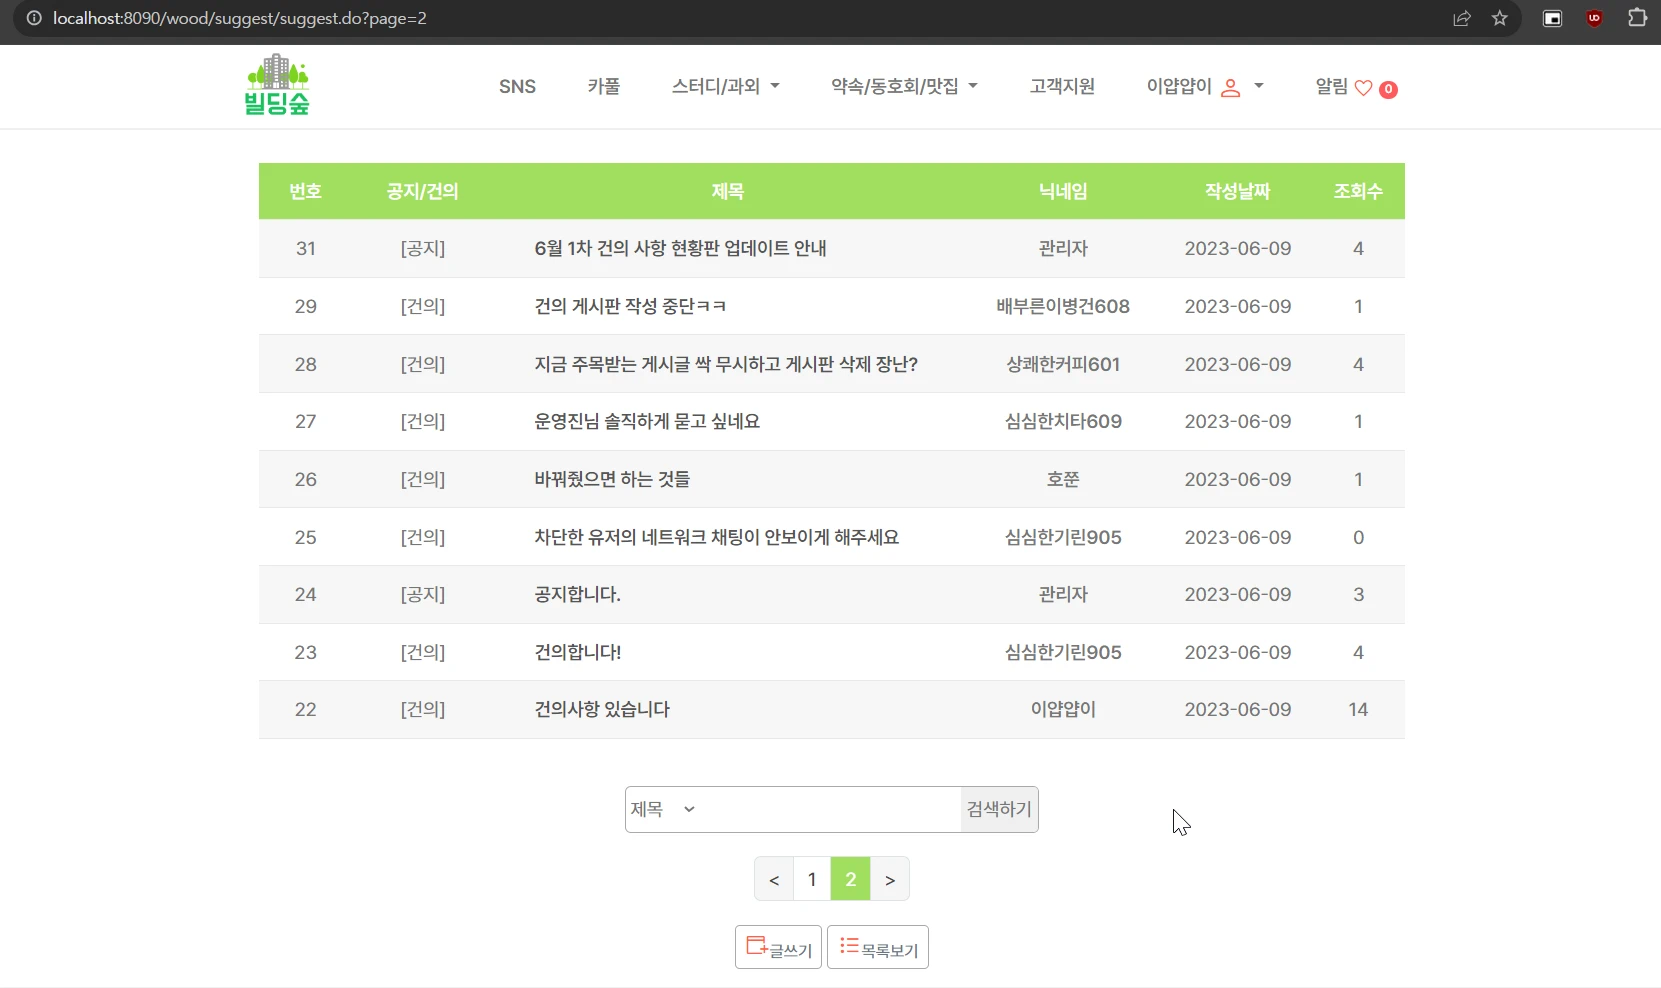 localhost:8090/wood/suggest/suggest.do?page=2
빌딩숲 SNS 카풀 스터디/과외 약속/동호회/맛집 고객지원 이얍얍이 알림 0
번호 공지/건의 제목 닉네임 작성날짜 조회수
31 [공지] 6월 1차 건의 사항 현황판 업데이트 안내 관리자 2023-06-09 4
29 [건의] 건의 게시판 작성 중단ㅋㅋ 배부른이병건608 2023-06-09 1
28 [건의] 지금 주목받는 게시글 싹 무시하고 게시판 삭제 장난? 상쾌한커피601 2023-06-09 4
27 [건의] 운영진님 솔직하게 묻고 싶네요 심심한치타609 2023-06-09 1
26 [건의] 바꿔줬으면 하는 것들 호쭌 2023-06-09 1
25 [건의] 차단한 유저의 네트워크 채팅이 안보이게 해주세요 심심한기린905 2023-06-09 0
24 [공지] 공지합니다. 관리자 2023-06-09 3
23 [건의] 건의합니다! 심심한기린905 2023-06-09 4
22 [건의] 건의사항 있습니다 이얍얍이 2023-06-09 14
제목 검색하기
< 1 2 >
글쓰기 목록보기